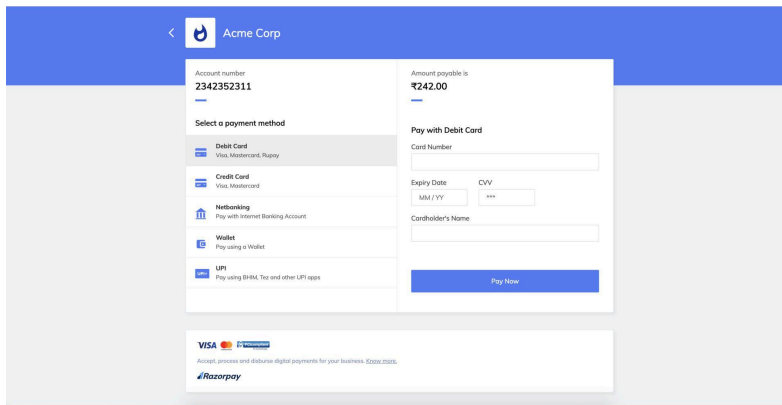 Acme Corp
Account number
2342352311
Select a payment method
Debit Card
Visa, Mastercard, Rupay
Credit Card
Visa, Mastercard
Netbanking
Pay with Internet Banking Account
Wallet
Pay using a Wallet
UPI
Pay using BHIM, Tez and other UPI apps
Amount payable is
₹242.00
Pay with Debit Card
Card Number
Expiry Date CVV
MM / YY ***
Cardholder's Name
Pay Now
VISA
Accept, process and disburse digital payments for your business. Know more.
Razorpay